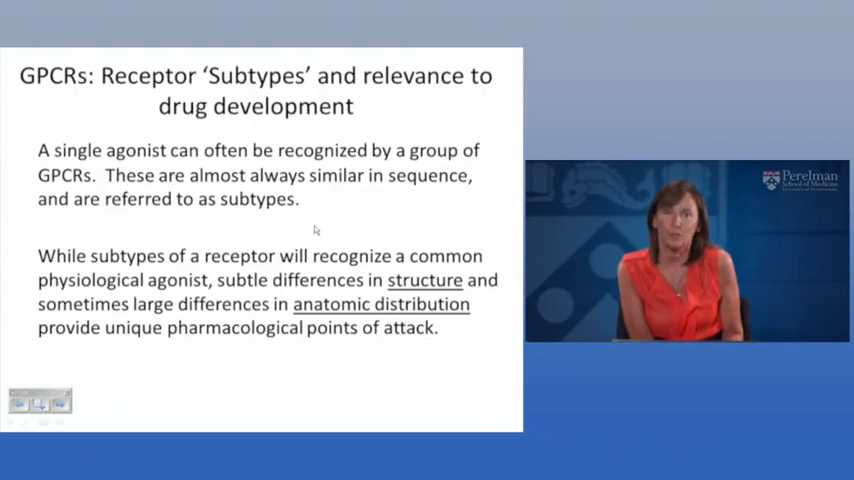 GPCRs: Receptor ‘Subtypes’ and relevance to
drug development
A single agonist can often be recognized by a group of
GPCRs. These are almost always similar in sequence,
and are referred to as subtypes.
While subtypes of a receptor will recognize a common
physiological agonist, subtle differences in structure and
sometimes large differences in anatomic distribution
provide unique pharmacological points of attack.
Perelman
School of Medicine
University of Pennsylvania